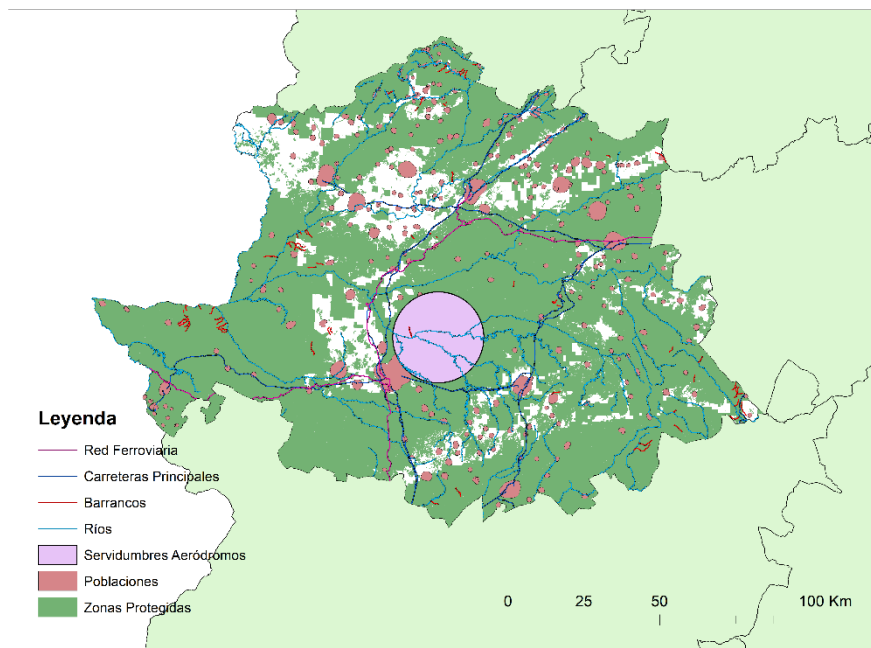 Leyenda
Red Ferroviaria
Carreteras Principales
Barrancos
Ríos
Servidumbres Aeródromos
Poblaciones
Zonas Protegidas
0 25 50 100 Km